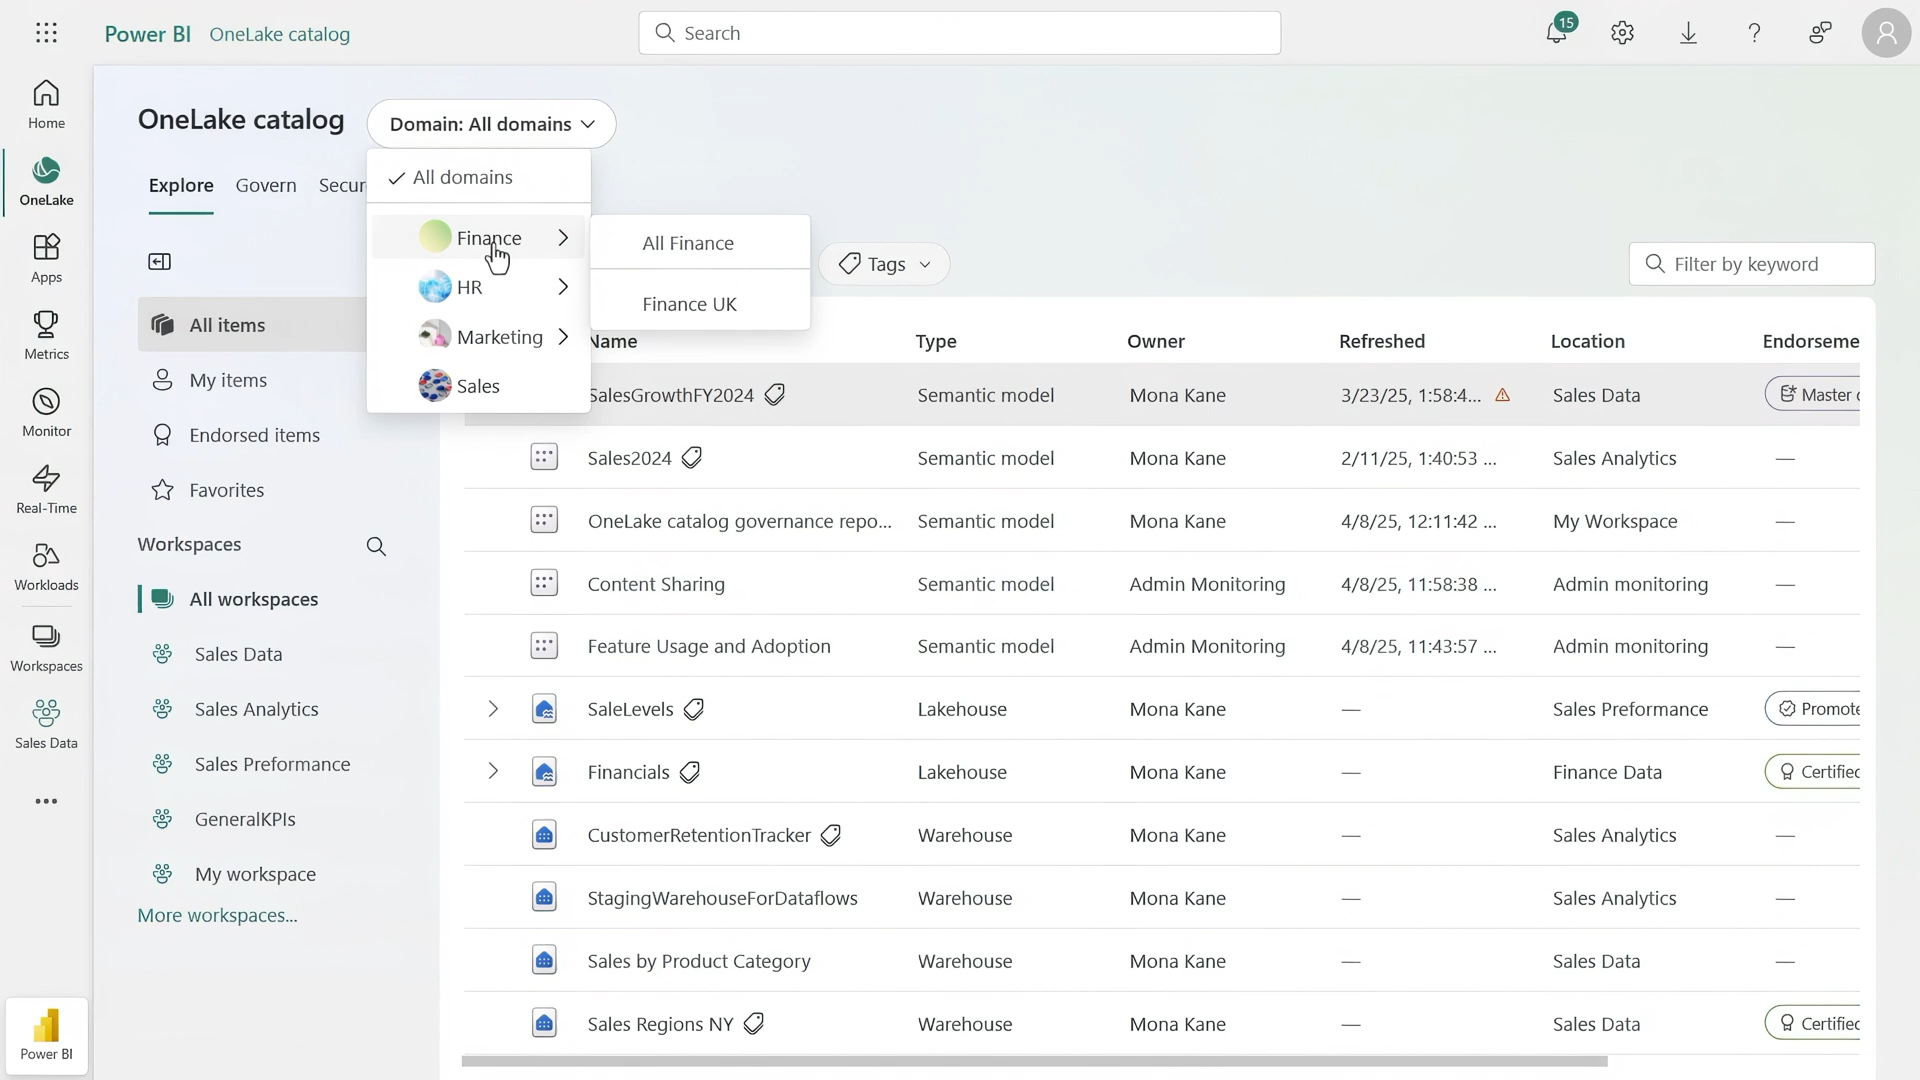 Power BI OneLake catalog
Search
15
Home
OneLake
Apps
Metrics
Monitor
Real-Time
Workloads
Workspaces
Sales Data
Power BI
OneLake catalog
Domain: All domains
All domains
Finance
HR
Marketing
Sales
All Finance
Finance UK
Explore Govern Secur
Tags
Filter by keyword
All items
My items
Endorsed items
Favorites
Workspaces
All workspaces
Sales Data
Sales Analytics
Sales Preformance
GeneralKPIs
My workspace
More workspaces...
Name Type Owner Refreshed Location Endorseme
SalesGrowthFY2024 Semantic model Mona Kane 3/23/25, 1:58:4... Sales Data Master
Sales2024 Semantic model Mona Kane 2/11/25, 1:40:53 ... Sales Analytics —
OneLake catalog governance repo... Semantic model Mona Kane 4/8/25, 12:11:42 ... My Workspace —
Content Sharing Semantic model Admin Monitoring 4/8/25, 11:58:38 ... Admin monitoring —
Feature Usage and Adoption Semantic model Admin Monitoring 4/8/25, 11:43:57 ... Admin monitoring —
SaleLevels Lakehouse Mona Kane — Sales Preformance Promote
Financials Lakehouse Mona Kane — Finance Data Certified
CustomerRetentionTracker Warehouse Mona Kane — Sales Analytics —
StagingWarehouseForDataflows Warehouse Mona Kane — Sales Analytics —
Sales by Product Category Warehouse Mona Kane — Sales Data —
Sales Regions NY Warehouse Mona Kane — Sales Data Certified